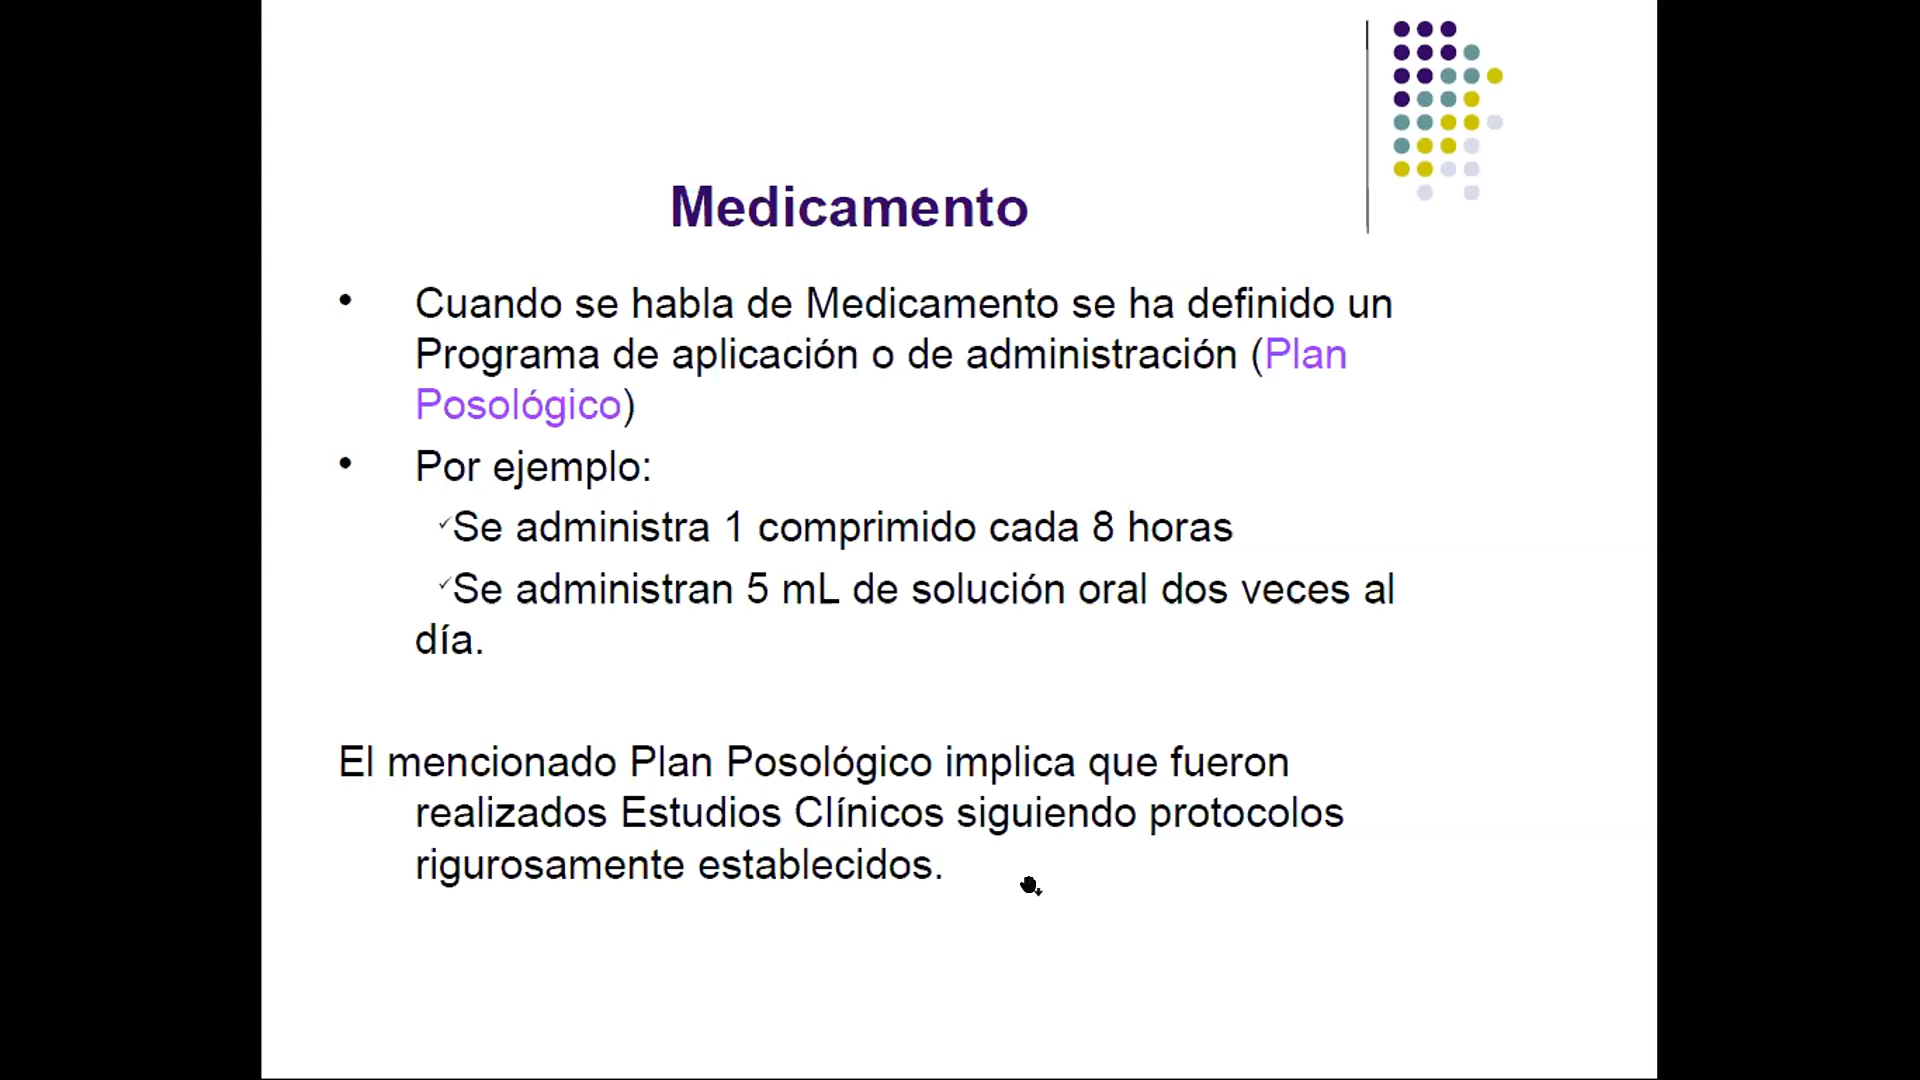 Medicamento
• Cuando se habla de Medicamento se ha definido un
Programa de aplicación o de administración (Plan
Posológico)
• Por ejemplo:
✓Se administra 1 comprimido cada 8 horas
✓Se administran 5 mL de solución oral dos veces al
día.
El mencionado Plan Posológico implica que fueron
realizados Estudios Clínicos siguiendo protocolos
rigurosamente establecidos.